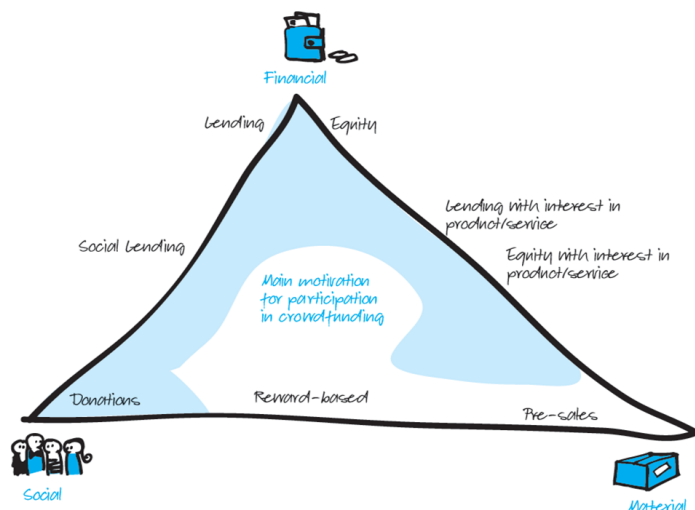 Financial
Lending
Equity
Lending with interest in
product/service
Social Lending
Equity with interest in
product/service
Main motivation
for participation
in crowdfunding
Donations
Reward-based
Pre-sales
Social
Material